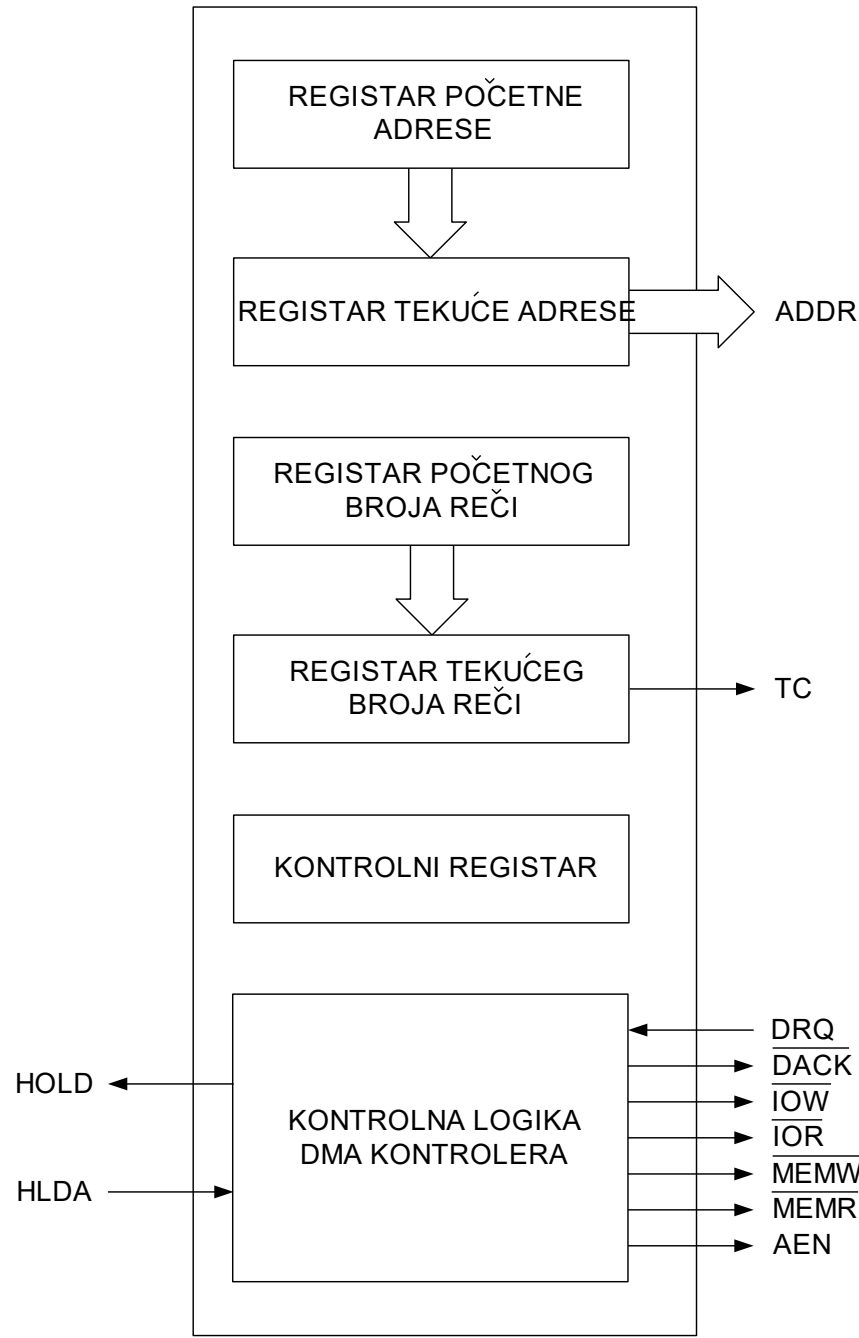 REGISTAR POČETNE
ADRESE
REGISTAR TEKUĆE ADRESE
ADDR
REGISTAR POČETNOG
BROJA REČI
REGISTAR TEKUĆEG
BROJA REČI
TC
KONTROLNI REGISTAR
HOLD
HLDA
KONTROLNA LOGIKA
DMA KONTROLERA
DRQ
DACK
IOW
IOR
MEMW
MEMR
AEN